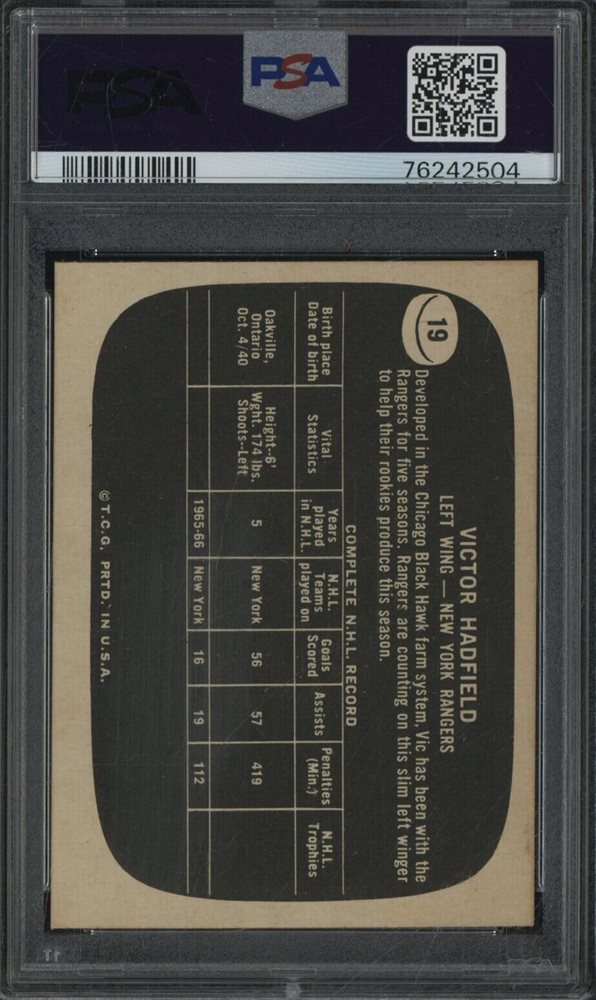 PSA
PSA
76242504
19
VICTOR HADFIELD
LEFT WING — NEW YORK RANGERS
Developed in the Chicago Black Hawk farm system, Vic has been with the
Rangers for five seasons. Rangers are counting on this slim left winger
to help their rookies produce this season.
COMPLETE N.H.L. RECORD
Birth place
Date of birth
Vital
Statistics
Years
played
in N.H.L.
N.H.L.
Teams
played on
Goals
Scored
Assists
Penalties
(Min.)
N.H.L.
Trophies
Oakville,
Ontario
Oct. 4/40
Height--6'
Wght. 174 lbs.
Shoots--Left
5
New York
56
57
419
1965-66
New York
16
19
112
© T.C.G. PRTD. IN U.S.A.